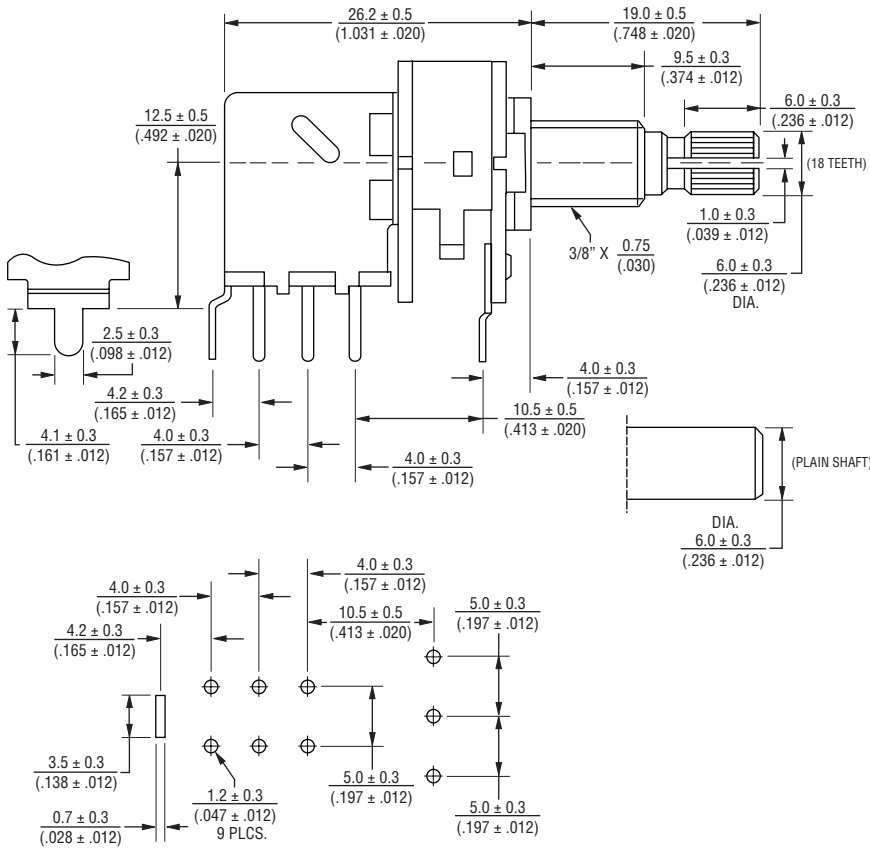 26.2 ± 0.5
(1.031 ± .020)
19.0 ± 0.5
(.748 ± .020)
9.5 ± 0.3
(.374 ± .012)
6.0 ± 0.3
(.236 ± .012)
12.5 ± 0.5
(.492 ± .020)
(18 TEETH)
1.0 ± 0.3
(.039 ± .012)
3/8” X 0.75
(.030)
6.0 ± 0.3
(.236 ± .012)
DIA.
2.5 ± 0.3
(.098 ± .012)
4.0 ± 0.3
(.157 ± .012)
4.2 ± 0.3
(.165 ± .012)
10.5 ± 0.5
(.413 ± .020)
4.1 ± 0.3
(.161 ± .012)
4.0 ± 0.3
(.157 ± .012)
4.0 ± 0.3
(.157 ± .012)
(PLAIN SHAFT)
DIA.
6.0 ± 0.3
(.236 ± .012)
4.0 ± 0.3
(.157 ± .012)
4.0 ± 0.3
(.157 ± .012)
10.5 ± 0.5
(.413 ± .020)
5.0 ± 0.3
(.197 ± .012)
4.2 ± 0.3
(.165 ± .012)
3.5 ± 0.3
(.138 ± .012)
5.0 ± 0.3
(.197 ± .012)
1.2 ± 0.3
(.047 ± .012)
9 PLCS.
5.0 ± 0.3
(.197 ± .012)
0.7 ± 0.3
(.028 ± .012)